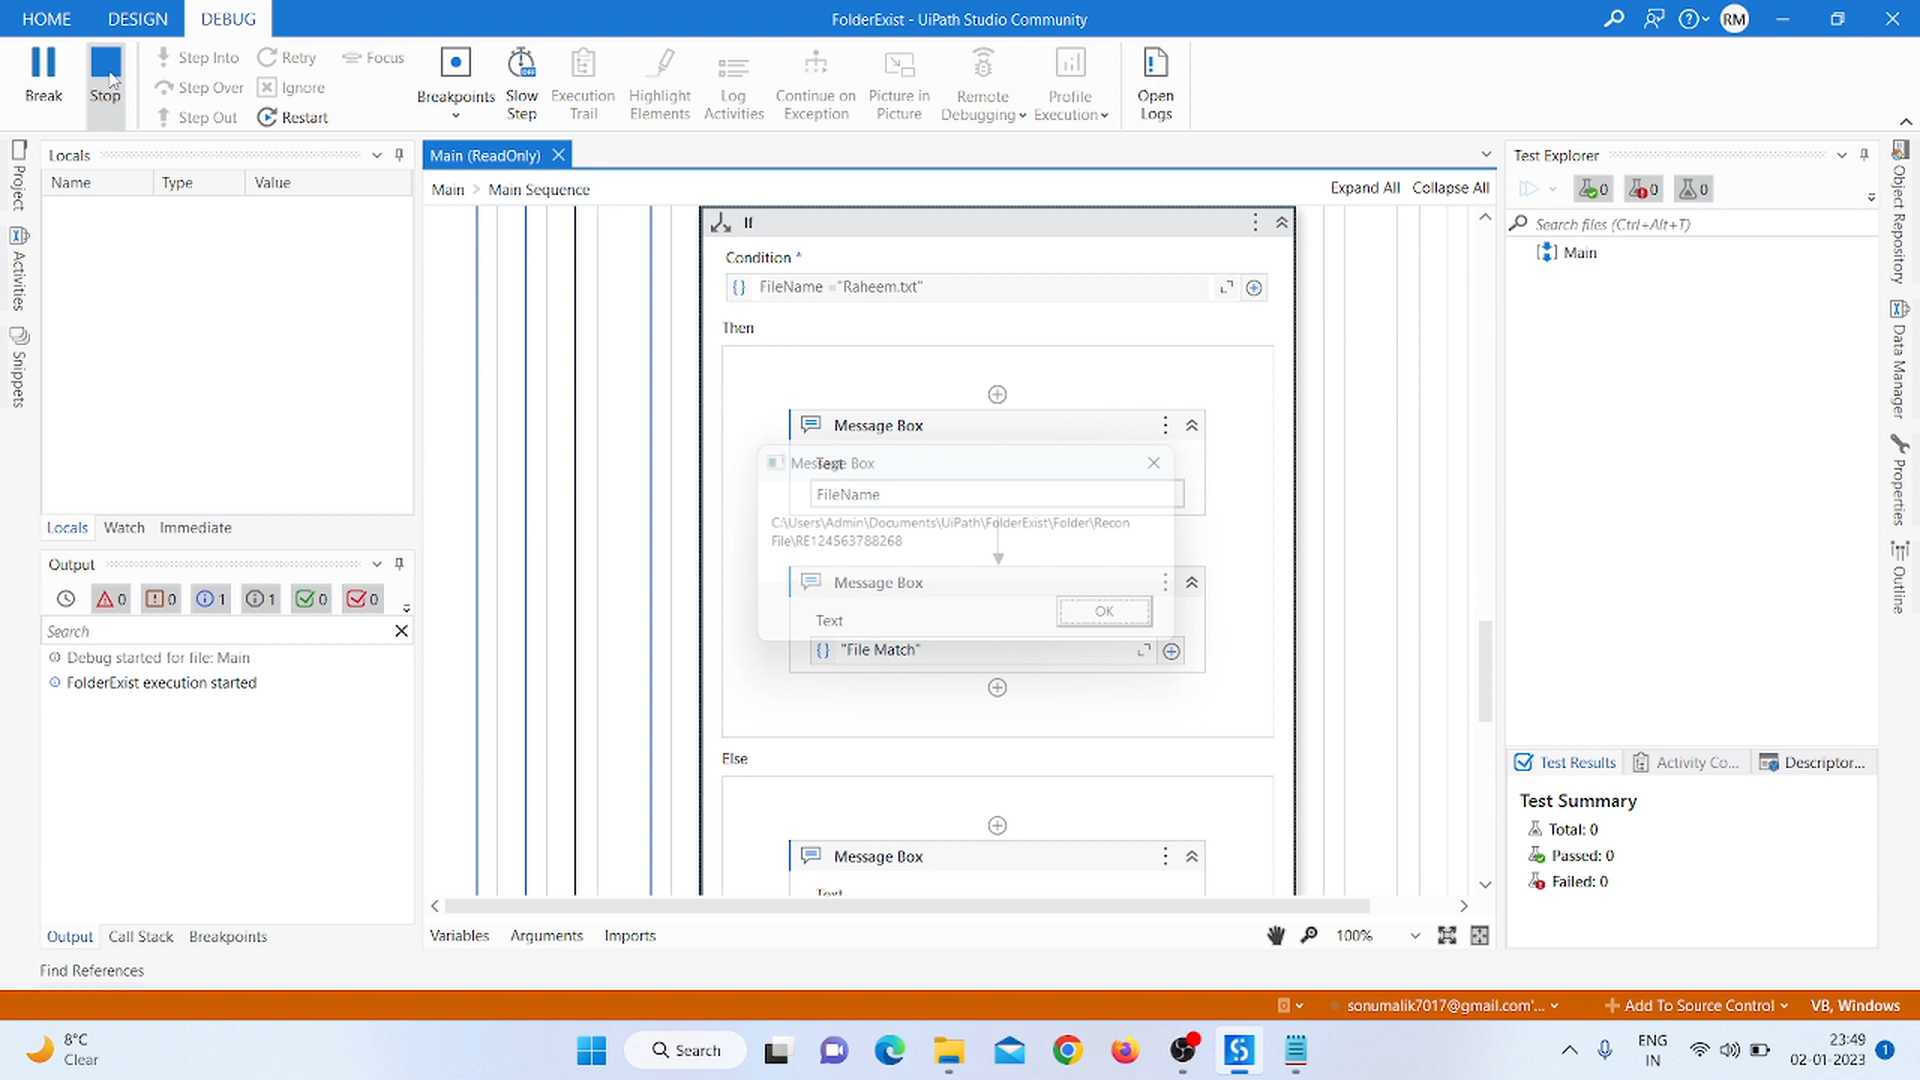 HOME DESIGN DEBUG
FolderExist - UiPath Studio Community
RM
Break
Stop
Step Into
Step Over
Step Out
Retry
Ignore
Restart
Focus
Breakpoints
Slow Step
OFF
Execution Trail
Highlight Elements
Log Activities
Continue on Exception
Picture in Picture
Remote Debugging
Profile Execution
Open Logs
Project
Activities
Snippets
Locals
Name Type Value
Locals Watch Immediate
Output
0 0 1 1 0 0
Search
Debug started for file: Main
FolderExist execution started
Output Call Stack Breakpoints
Find References
Main (ReadOnly)
Main > Main Sequence
Expand All Collapse All
If
Condition *
FileName ="Raheem.txt"
Then
Message Box
Text
Message Box
FileName
C:\Users\Admin\Documents\UiPath\FolderExist\Folder\Recon
File\RE124563788268
Message Box
OK
Text
"File Match"
Else
Message Box
Text
Variables Arguments Imports
100%
Test Explorer
0 0 0
Search files (Ctrl+Alt+T)
Main
Test Results Activity Co... Descriptor...
Test Summary
Total: 0
Passed: 0
Failed: 0
Object Repository
Data Manager
Properties
Outline
sonumalik7017@gmail.com'...
Add To Source Control
VB, Windows
8°C
Clear
Search
ENG
IN
23:49
02-01-2023
1